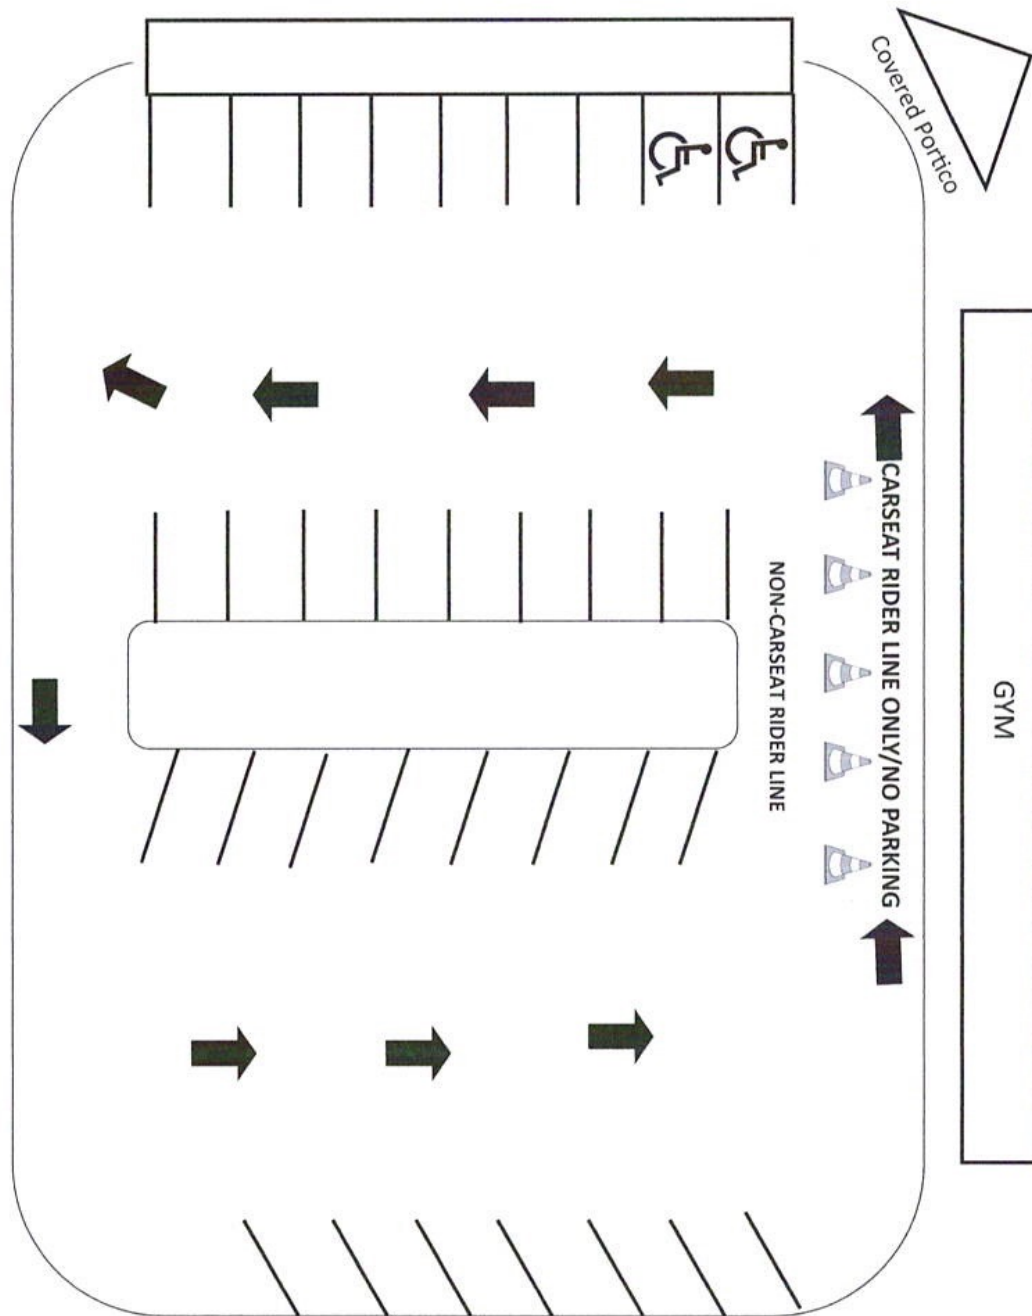 Covered Portico
GYM
CARSEAT RIDER LINE ONLY/NO PARKING
NON-CARSEAT RIDER LINE